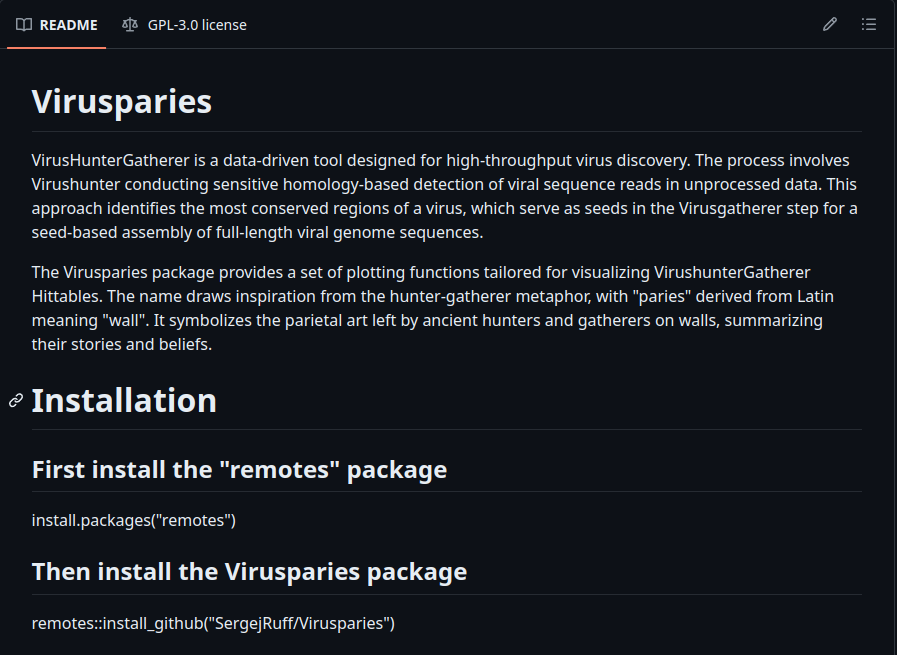 README
GPL-3.0 license
Virusparies
VirusHunterGatherer is a data-driven tool designed for high-throughput virus discovery. The process involves
Virushunter conducting sensitive homology-based detection of viral sequence reads in unprocessed data. This
approach identifies the most conserved regions of a virus, which serve as seeds in the Virusgatherer step for a
seed-based assembly of full-length viral genome sequences.
The Virusparies package provides a set of plotting functions tailored for visualizing VirushunterGatherer
Hittables. The name draws inspiration from the hunter-gatherer metaphor, with "paries" derived from Latin
meaning "wall". It symbolizes the parietal art left by ancient hunters and gatherers on walls, summarizing
their stories and beliefs.
Installation
First install the "remotes" package
install.packages("remotes")
Then install the Virusparies package
remotes::install_github("SergejRuff/Virusparies")